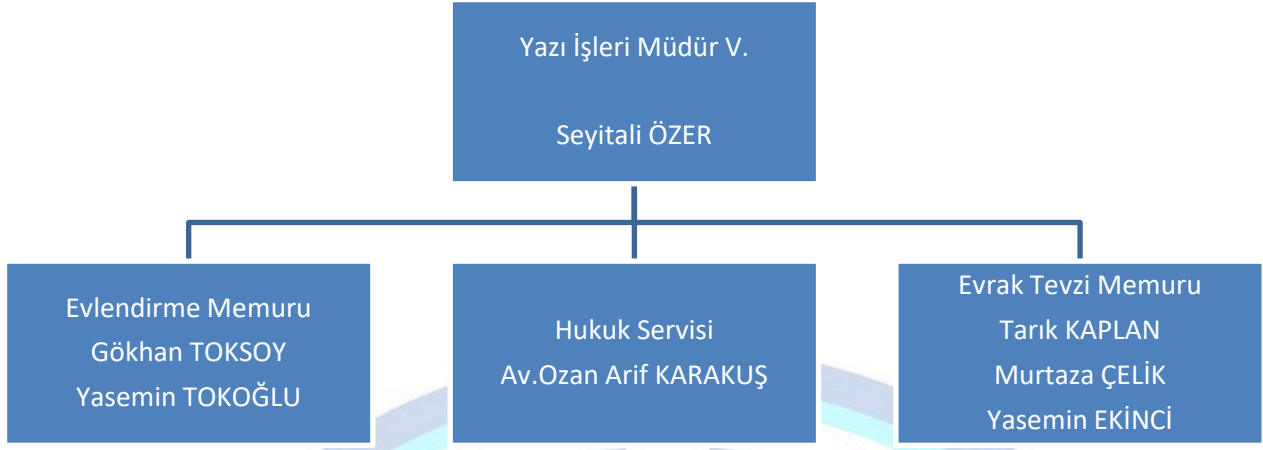 Yazı İşleri Müdür V.
Seyitali ÖZER
Evlendirme Memuru
Gökhan TOKSOY
Yasemin TOKOĞLU
Hukuk Servisi
Av.Ozan Arif KARAKUŞ
Evrak Tevzi Memuru
Tarık KAPLAN
Murtaza ÇELİK
Yasemin EKİNCİ